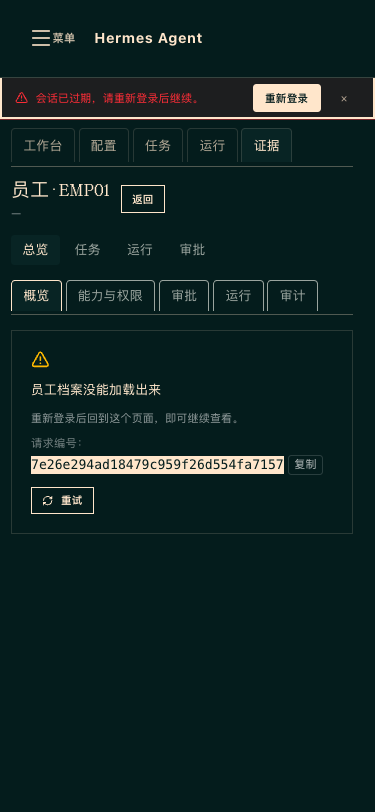 菜单 Hermes Agent
会话已过期，请重新登录后继续。 重新登录 ×
工作台 配置 任务 运行 证据
员工 · EMP01 返回
—
总览 任务 运行 审批
概览 能力与权限 审批 运行 审计
员工档案没能加载出来
重新登录后回到这个页面，即可继续查看。
请求编号：
7e26e294ad18479c959f26d554fa7157 复制
重试